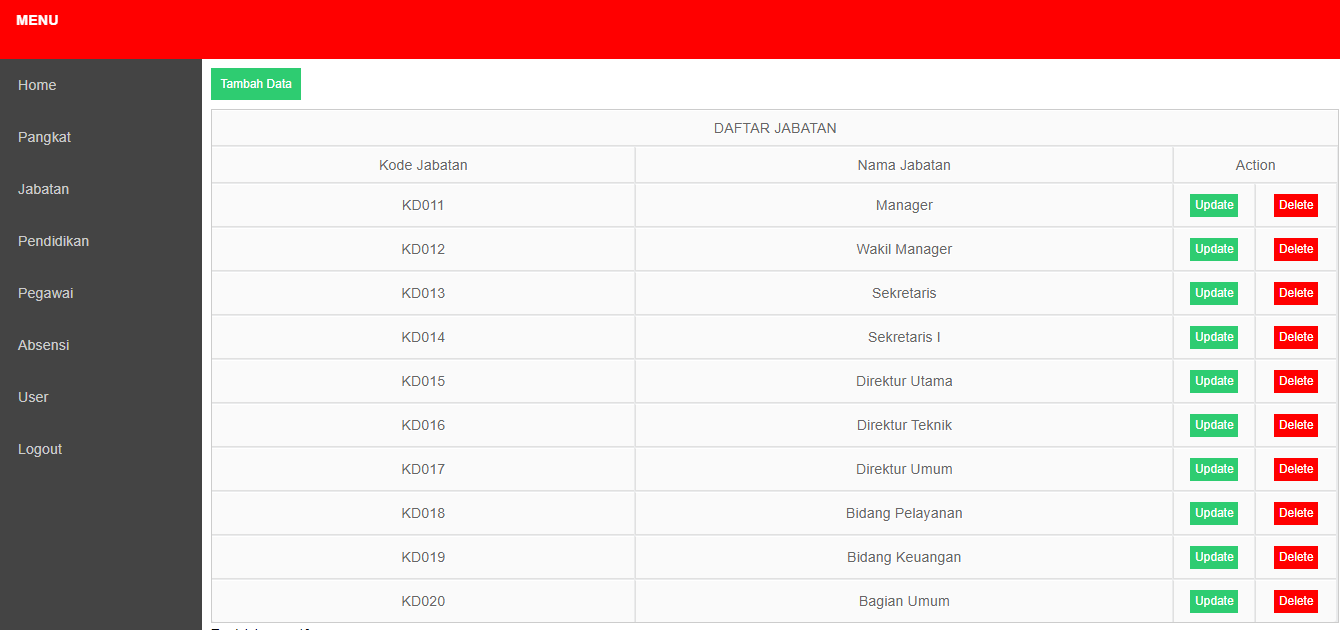 MENU
Home
Pangkat
Jabatan
Pendidikan
Pegawai
Absensi
User
Logout
Tambah Data
DAFTAR JABATAN
Kode Jabatan Nama Jabatan Action
KD011 Manager Update Delete
KD012 Wakil Manager Update Delete
KD013 Sekretaris Update Delete
KD014 Sekretaris I Update Delete
KD015 Direktur Utama Update Delete
KD016 Direktur Teknik Update Delete
KD017 Direktur Umum Update Delete
KD018 Bidang Pelayanan Update Delete
KD019 Bidang Keuangan Update Delete
KD020 Bagian Umum Update Delete